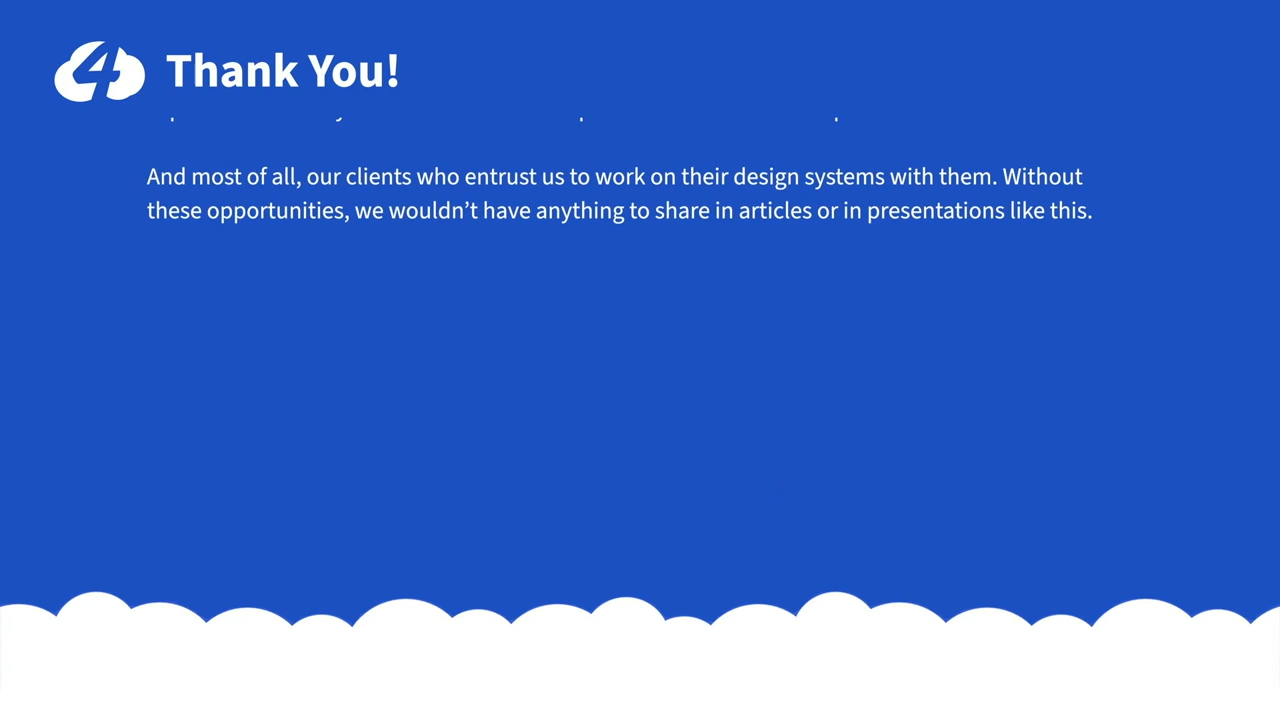 4
Thank You!
And most of all, our clients who entrust us to work on their design systems with them. Without
these opportunities, we wouldn’t have anything to share in articles or in presentations like this.